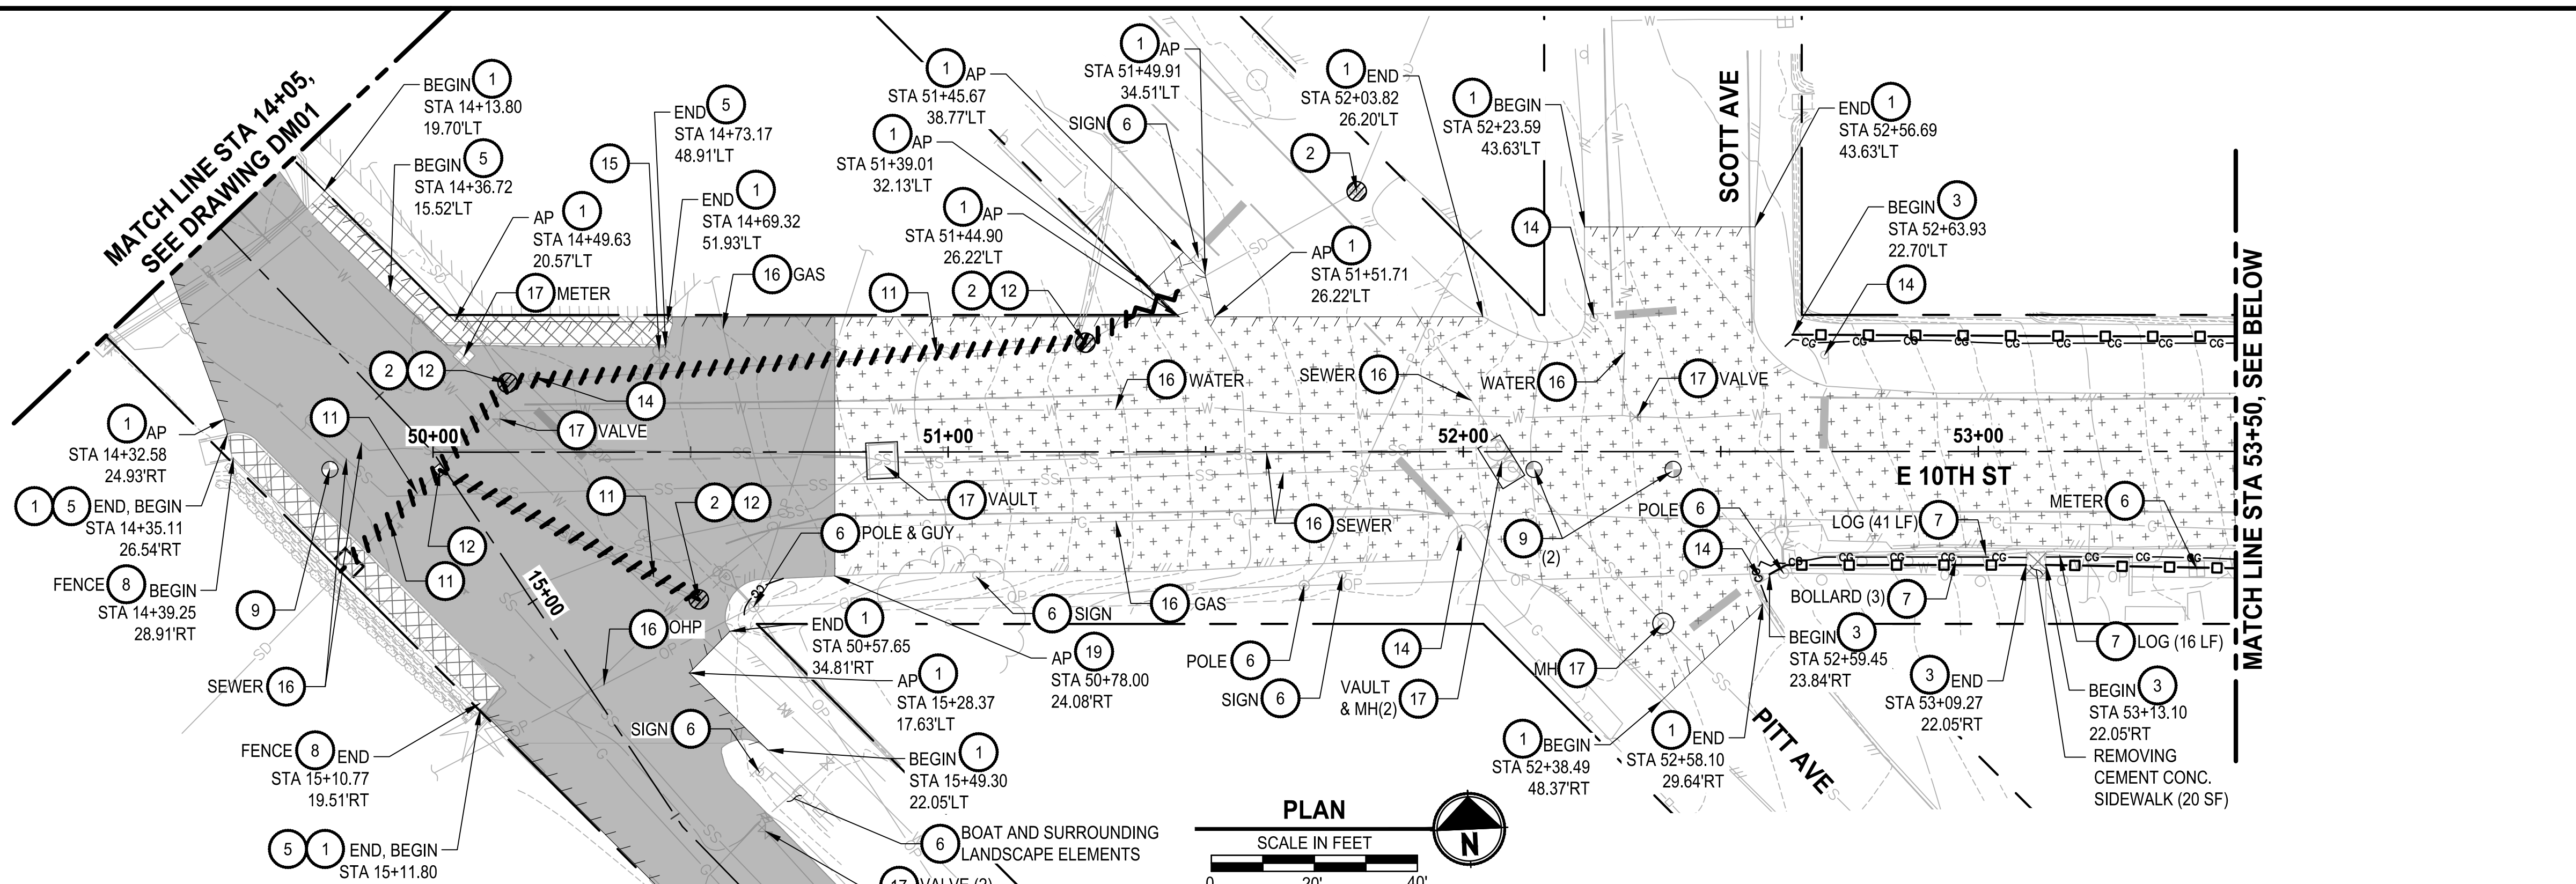 MATCH LINE STA 14+05,
SEE DRAWING DM01
BEGIN 1
STA 14+13.80
19.70'LT
BEGIN 5
STA 14+36.72
15.52'LT
AP 1
STA 14+49.63
20.57'LT
17 METER
15
END 5
STA 14+73.17
48.91'LT
END 1
STA 14+69.32
51.93'LT
16 GAS
11
1 AP
STA 51+45.67
38.77'LT
1 AP
STA 51+39.01
32.13'LT
1 AP
STA 51+44.90
26.22'LT
2 12
1 AP
STA 51+49.91
34.51'LT
SIGN 6
1 END
STA 52+03.82
26.20'LT
2
AP 1
STA 51+51.71
26.22'LT
1 BEGIN
STA 52+23.59
43.63'LT
14
SCOTT AVE
END 1
STA 52+56.69
43.63'LT
BEGIN 3
STA 52+63.93
22.70'LT
14
MATCH LINE STA 53+50, SEE BELOW
2 12
14
17 VALVE
11
50+00
51+00
52+00
53+00
16 WATER
SEWER 16
WATER 16
17 VALVE
E 10TH ST
1 AP
STA 14+32.58
24.93'RT
1 5 END, BEGIN
STA 14+35.11
26.54'RT
FENCE 8 BEGIN
STA 14+39.25
28.91'RT
9
12
11
11
2 12
15+00
17 VAULT
6 POLE & GUY
16 SEWER
9
(2)
POLE 6
14
LOG (41 LF) 7
METER 6
BOLLARD (3) 7
16 OHP
6 SIGN
16 GAS
END 1
STA 50+57.65
34.81'RT
AP 19
STA 50+78.00
24.08'RT
AP 1
STA 15+28.37
17.63'LT
BEGIN 1
STA 15+49.30
22.05'LT
POLE 6
SIGN 6
14
VAULT
& MH(2) 17
MH 17
BEGIN 3
STA 52+59.45
23.84'RT
7 LOG (16 LF)
3 END
STA 53+09.27
22.05'RT
BEGIN 3
STA 53+13.10
22.05'RT
REMOVING
CEMENT CONC.
SIDEWALK (20 SF)
1 BEGIN
STA 52+38.49
48.37'RT
1 END
STA 52+58.10
29.64'RT
PITT AVE
SEWER 16
SIGN 6
FENCE 8 END
STA 15+10.77
19.51'RT
5 1 END, BEGIN
STA 15+11.80
6 BOAT AND SURROUNDING
LANDSCAPE ELEMENTS
17 VALVE (2)
PLAN
N
SCALE IN FEET
0 20' 40'